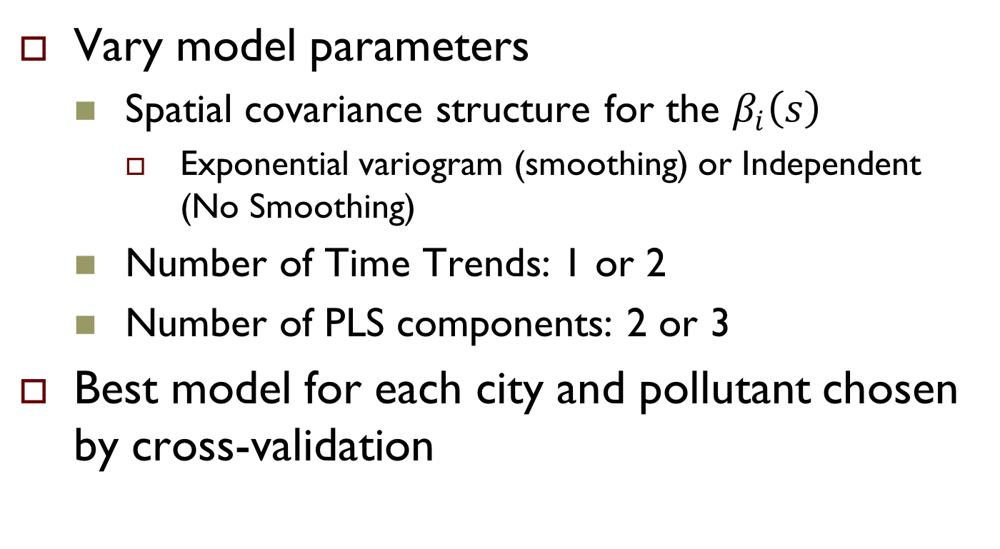 Vary model parameters
Spatial covariance structure for the βᵢ(s)
Exponential variogram (smoothing) or Independent
(No Smoothing)
Number of Time Trends: 1 or 2
Number of PLS components: 2 or 3
Best model for each city and pollutant chosen
by cross-validation